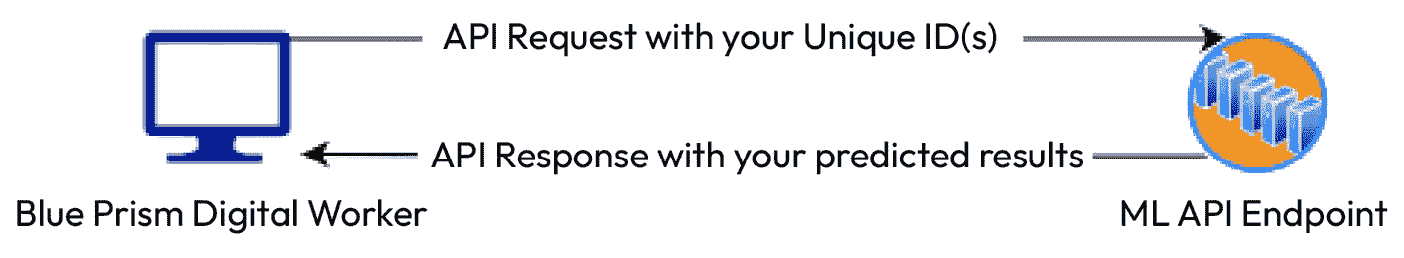 API Request with your Unique ID(s)
API Response with your predicted results
Blue Prism Digital Worker
ML API Endpoint